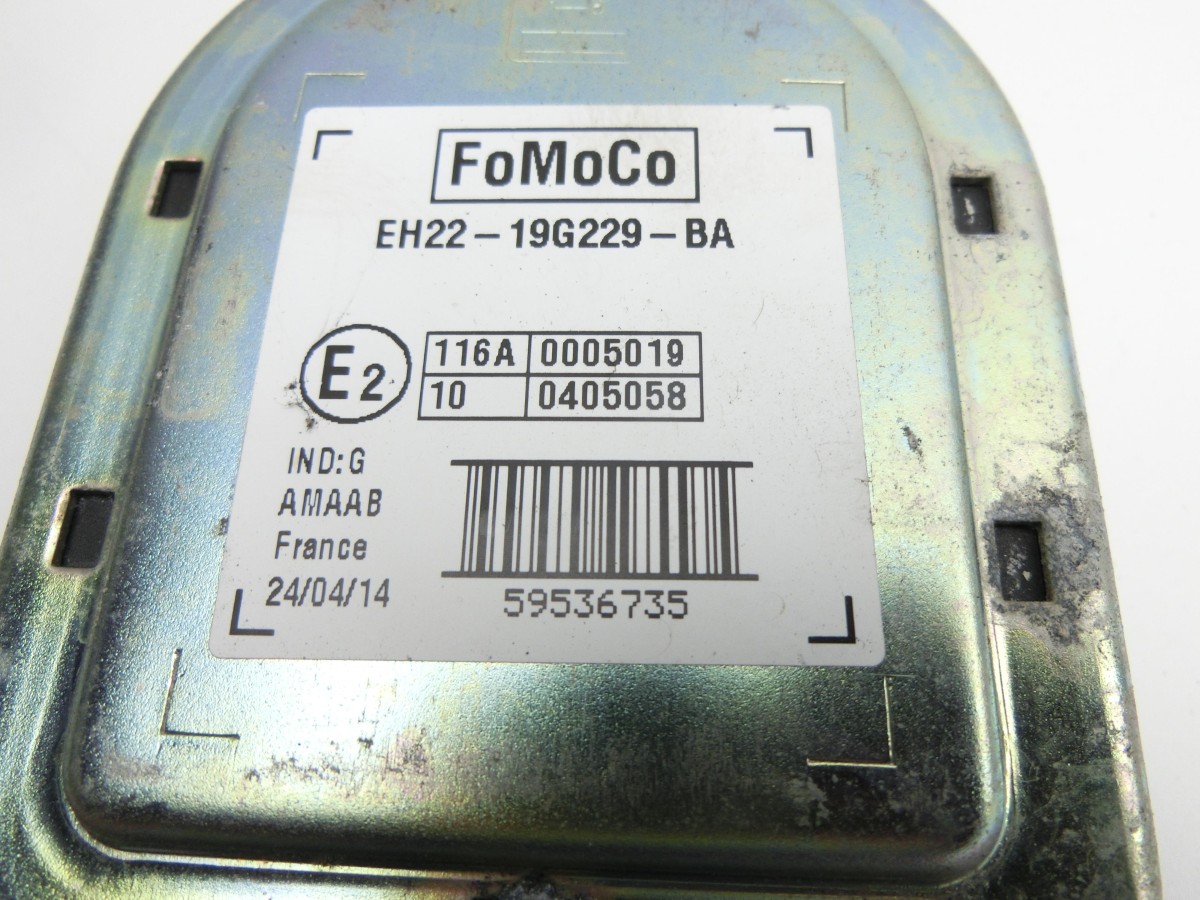 FoMoCo
EH22-19G229-BA
E2
116A 0005019
10 0405058
IND:G
AMAAB
France
24/04/14
59536735